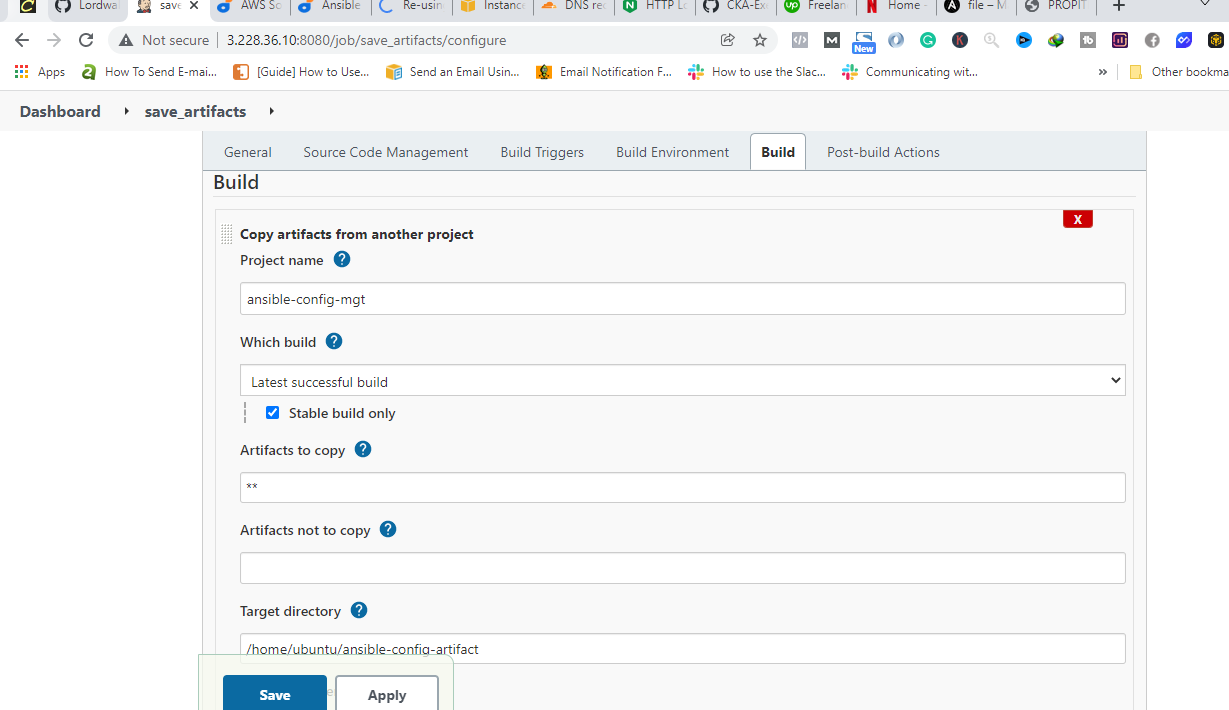 Lordwa save AWS So Ansible Re-usin Instance DNS rec HTTP Lo CKA-Exe Freelan Home - file – M PROPIT
Not secure 3.228.36.10:8080/job/save_artifacts/configure
New
Apps How To Send E-mai... [Guide] How to Use... Send an Email Usin... Email Notification F... How to use the Slac... Communicating wit... » Other bookma
Dashboard save_artifacts
General Source Code Management Build Triggers Build Environment Build Post-build Actions
Build
X
Copy artifacts from another project
Project name ?
ansible-config-mgt
Which build ?
Latest successful build
Stable build only
Artifacts to copy ?
**
Artifacts not to copy ?
Target directory ?
/home/ubuntu/ansible-config-artifact
Save Apply